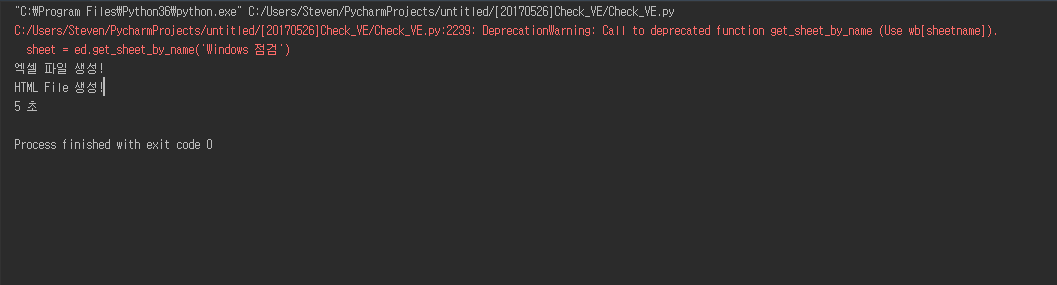 "C:₩Program Files₩Python36₩python.exe" C:/Users/Steven/PycharmProjects/untitled/[20170526]Check_VE/Check_VE.py
C:/Users/Steven/PycharmProjects/untitled/[20170526]Check_VE/Check_VE.py:2239: DeprecationWarning: Call to deprecated function get_sheet_by_name (Use wb[sheetname]).
sheet = ed.get_sheet_by_name('Windows 점검')
엑셀 파일 생성!
HTML File 생성!
5 초
Process finished with exit code 0